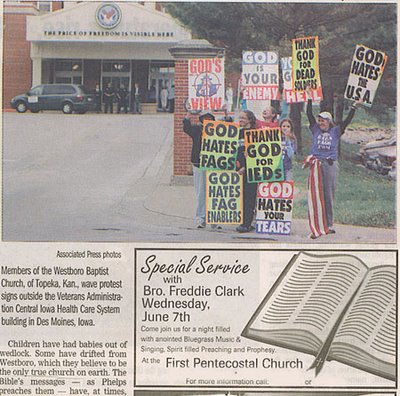 THE PRICE OF FREEDOM IS VISIBLE HERE
GOD'S
VIEW
GOD
IS
YOUR
ENEMY
THANK
GOD
FOR
DEAD
SOLDIERS
GOD
HATES
THE
U.S.A.
HELL
GOD
HATES
FAGS
THANK
GOD
FOR
IEDS
GOD
HATES
FAG
ENABLERS
GOD
HATES
YOUR
TEARS
Associated Press photos
Members of the Westboro Baptist
Church, of Topeka, Kan., wave protest
signs outside the Veterans Administra-
tion Central Iowa Health Care System
building in Des Moines, Iowa.
Children have had babies out of
wedlock. Some have drifted from
Westboro, which they believe to be
the only true church on earth. The
Bible's messages — as Phelps
preaches them — have, at times,
Special Service
with
Bro. Freddie Clark
Wednesday,
June 7th
Come join us for a night filled
with anointed Bluegrass Music &
Singing, Spirit filled Preaching and Prophesy.
At the First Pentecostal Church
For more information call: or